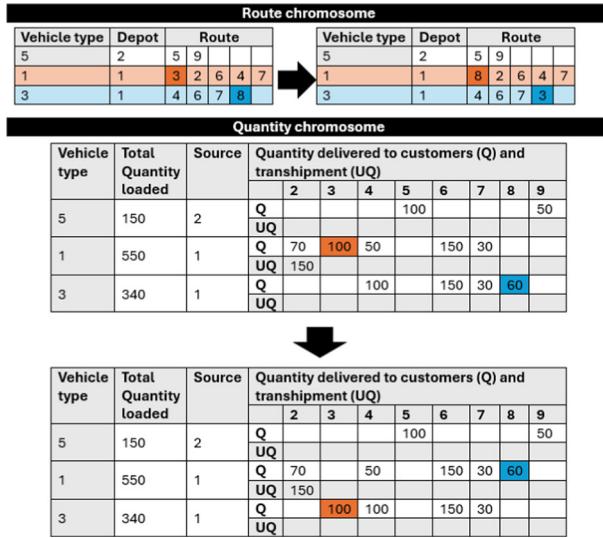 Route chromosome
Vehicle type Depot Route Vehicle type Depot Route
5 2 5 9 5 2 5 9
1 1 3 2 6 4 7 1 1 8 2 6 4 7
3 1 4 6 7 8 3 1 4 6 7 3
Quantity chromosome
Vehicle Total Source Quantity delivered to customers (Q) and
type Quantity transhipment (UQ)
loaded 2 3 4 5 6 7 8 9
5 150 2 Q 100 50
UQ
1 550 1 Q 70 100 50 150 30
UQ 150
3 340 1 Q 100 150 30 60
UQ
Vehicle Total Source Quantity delivered to customers (Q) and
type Quantity transhipment (UQ)
loaded 2 3 4 5 6 7 8 9
5 150 2 Q 100 50
UQ
1 550 1 Q 70 50 150 30 60
UQ 150
3 340 1 Q 100 100 150 30
UQ